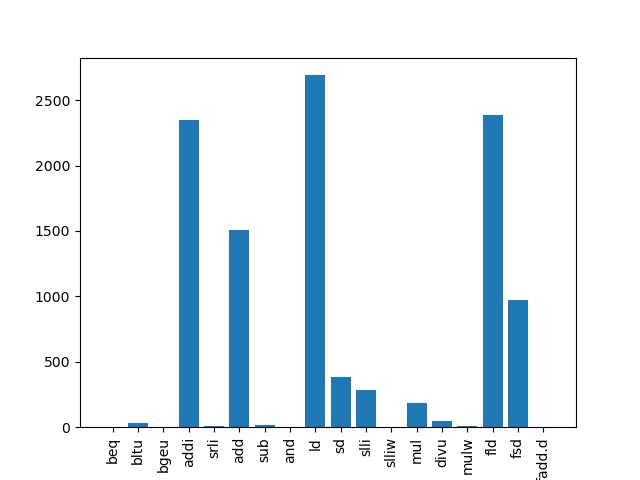 2500
2000
1500
1000
500
0
beq
bltu
bgeu
addi
srli
add
sub
and
ld
sd
slli
slliw
mul
divu
mulw
fld
fsd
fadd.d